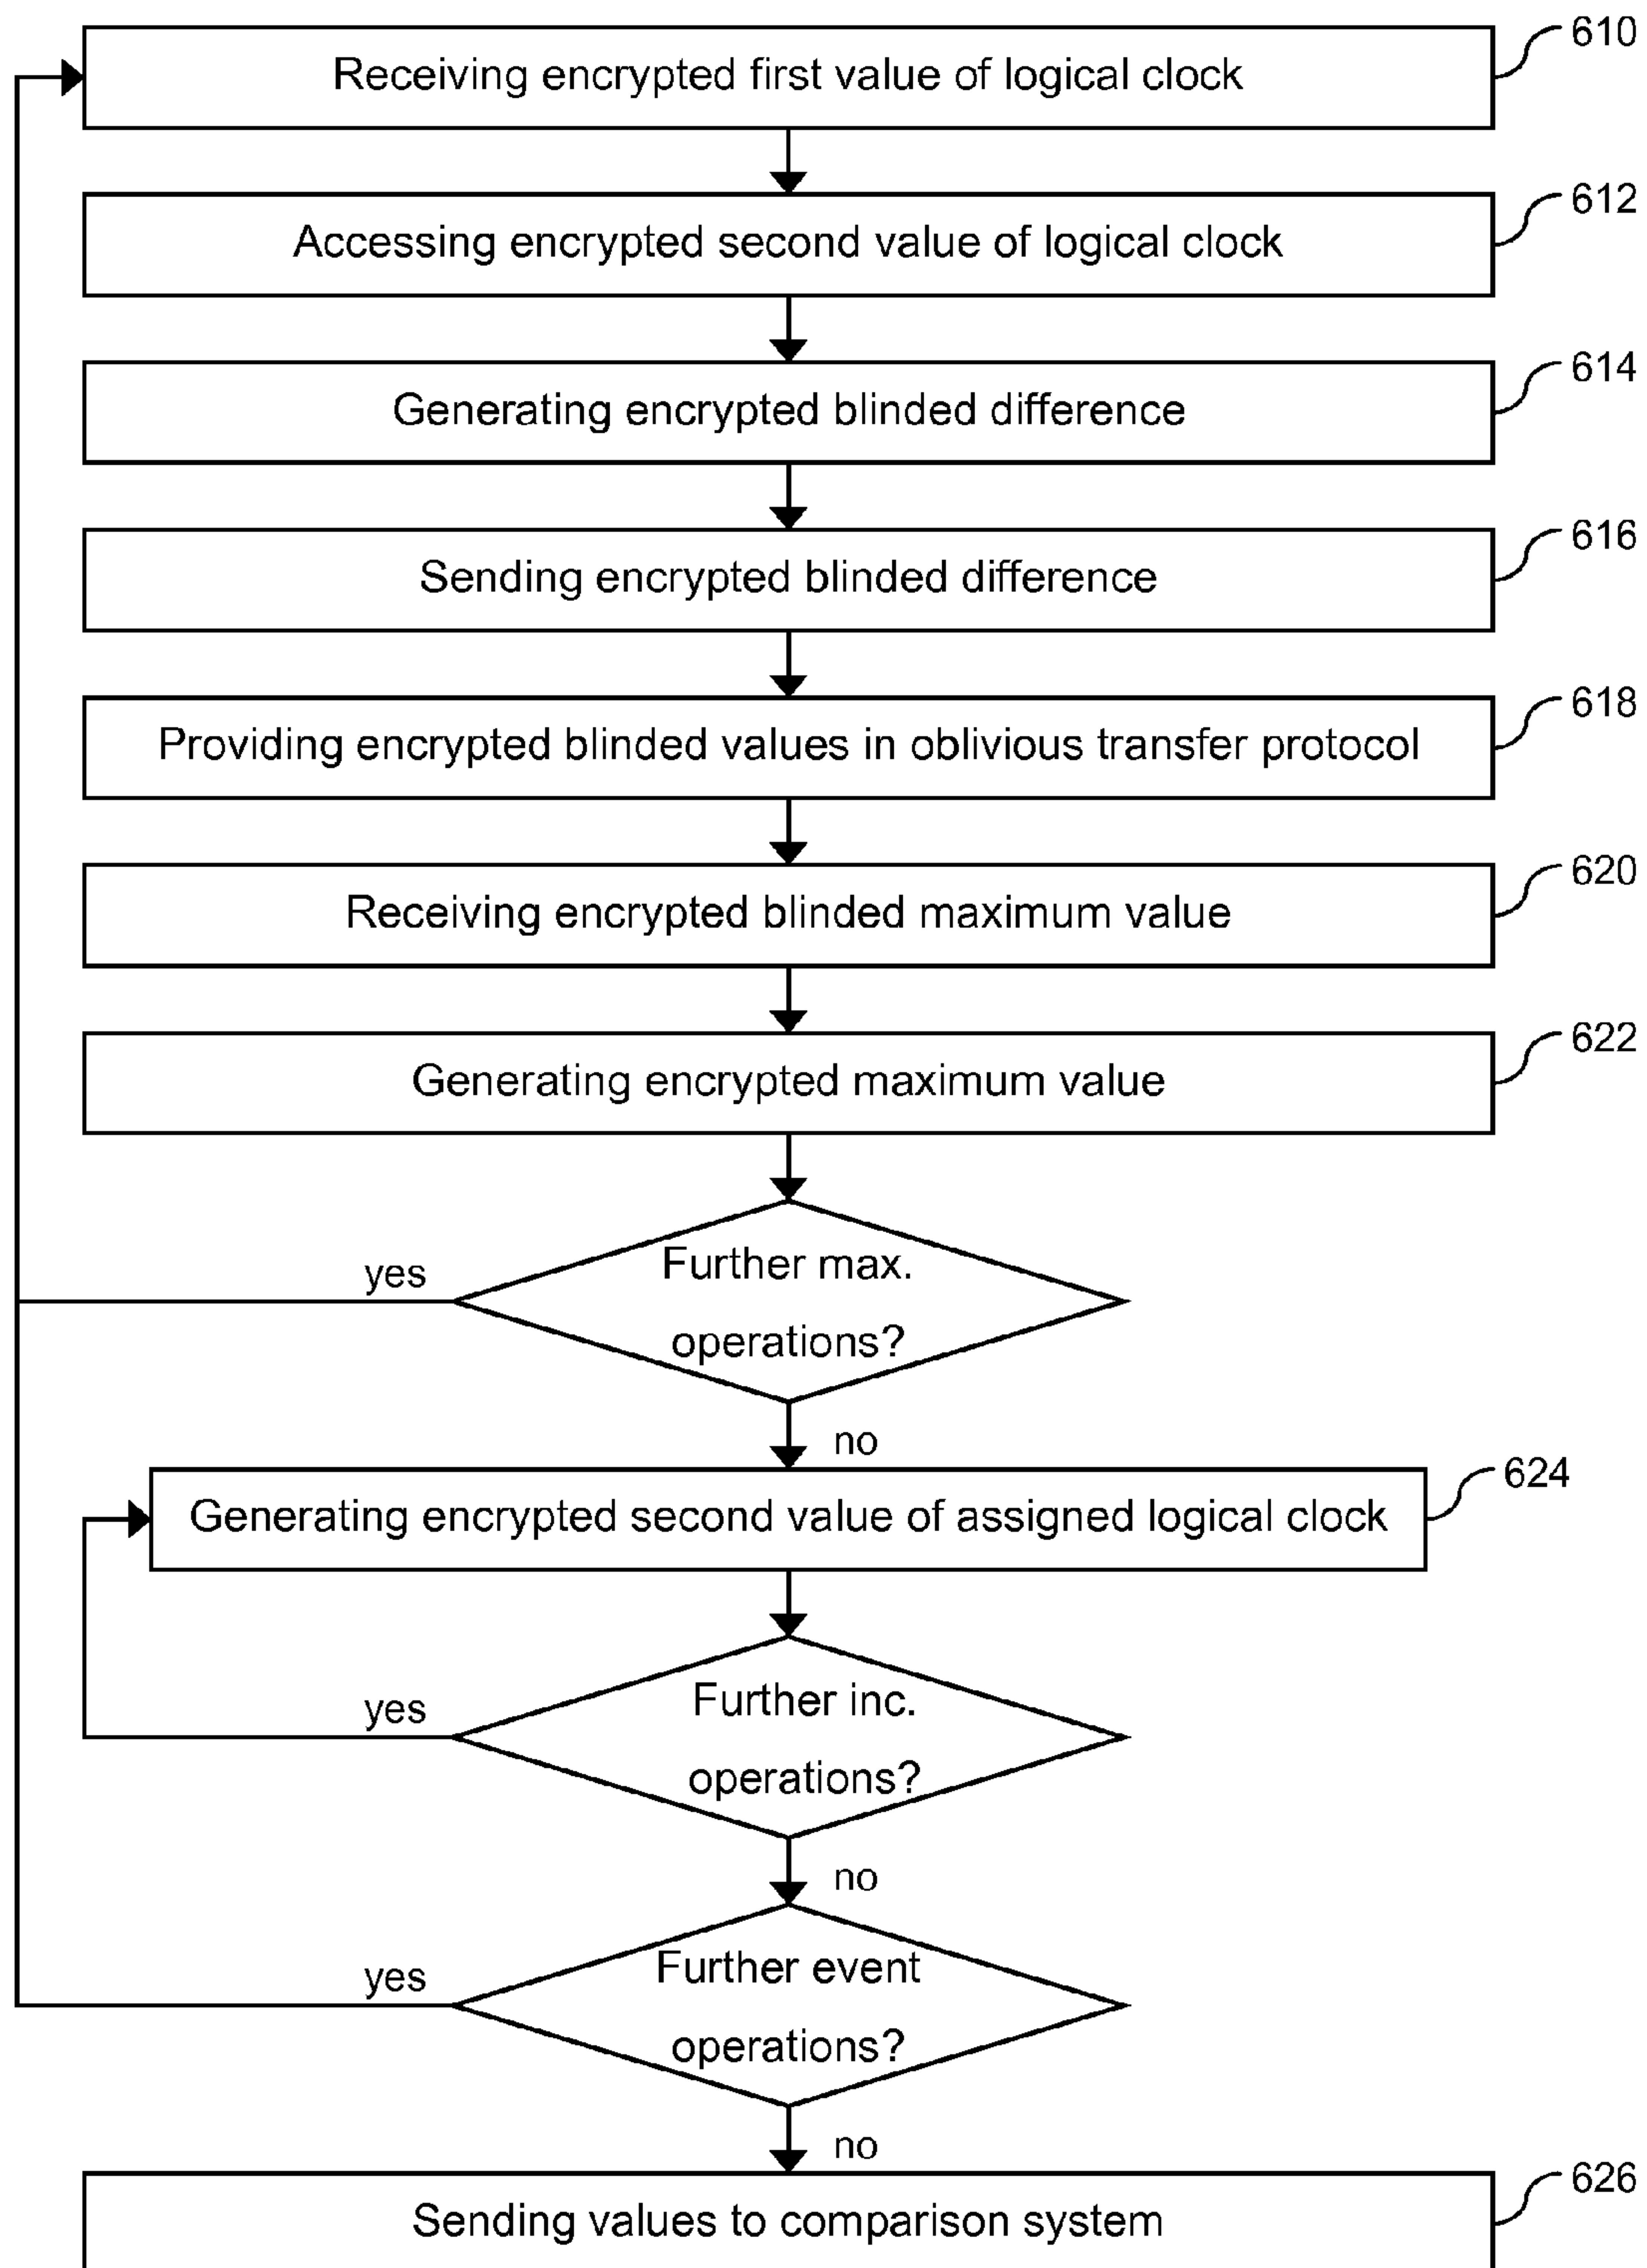 Receiving encrypted first value of logical clock
610
Accessing encrypted second value of logical clock
612
Generating encrypted blinded difference
614
Sending encrypted blinded difference
616
Providing encrypted blinded values in oblivious transfer protocol
618
Receiving encrypted blinded maximum value
620
Generating encrypted maximum value
622
yes
Further max.
operations?
no
Generating encrypted second value of assigned logical clock
624
yes
Further inc.
operations?
no
yes
Further event
operations?
no
Sending values to comparison system
626